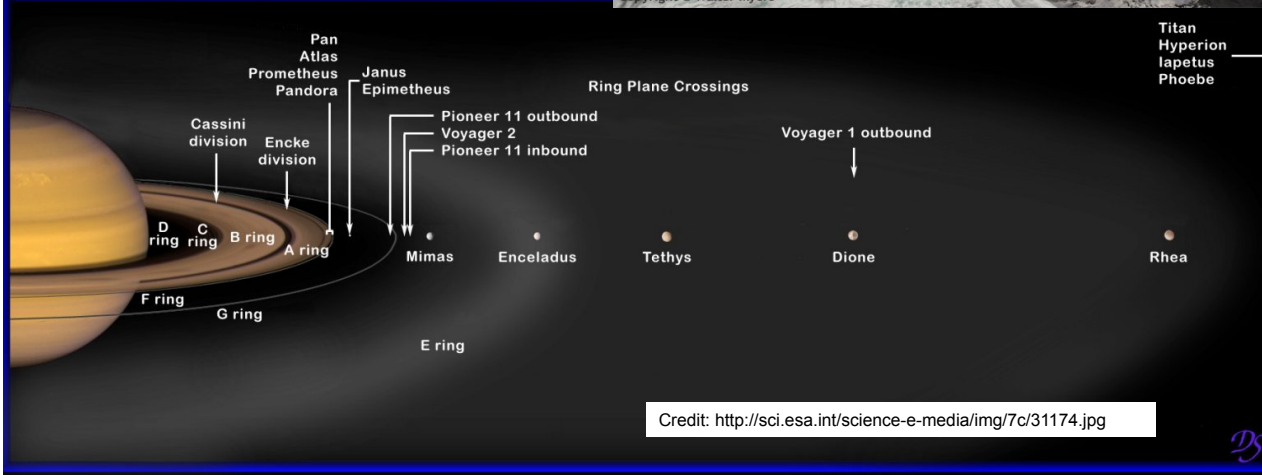 Pan
Atlas
Prometheus
Pandora
Janus
Epimetheus
Ring Plane Crossings
Titan
Hyperion
Iapetus
Phoebe
Cassini
division
Encke
division
Pioneer 11 outbound
Voyager 2
Pioneer 11 inbound
Voyager 1 outbound
D
ring
C
ring
B ring
A ring
Mimas
Enceladus
Tethys
Dione
Rhea
F ring
G ring
E ring
Credit: http://sci.esa.int/science-e-media/img/7c/31174.jpg
DS